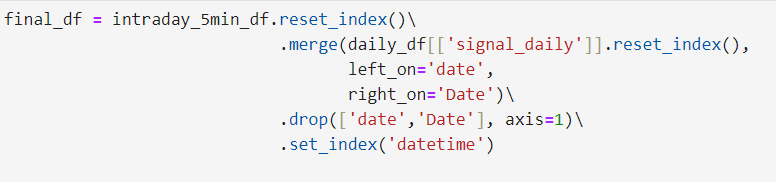 final_df = intraday_5min_df.reset_index()\
.merge(daily_df[['signal_daily']].reset_index(),
left_on='date',
right_on='Date')\
.drop(['date','Date'], axis=1)\
.set_index('datetime')